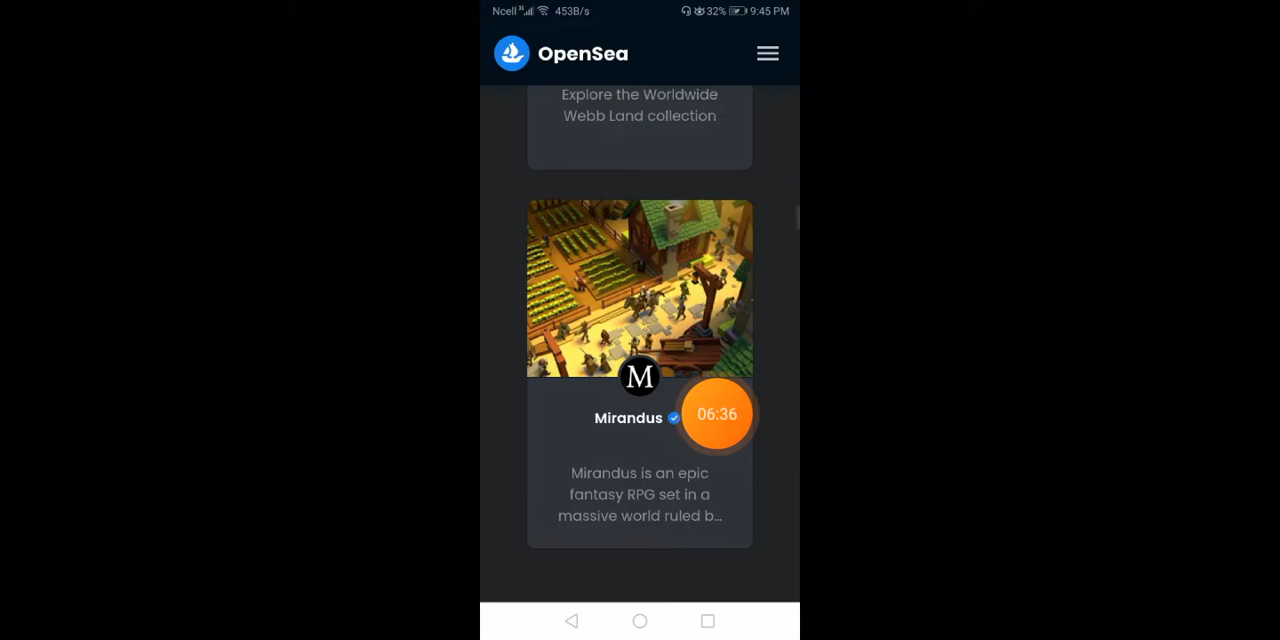 Ncell 3G 453B/s 32% 9:45 PM
OpenSea
Explore the Worldwide
Webb Land collection
M
Mirandus
06:36
Mirandus is an epic
fantasy RPG set in a
massive world ruled b...